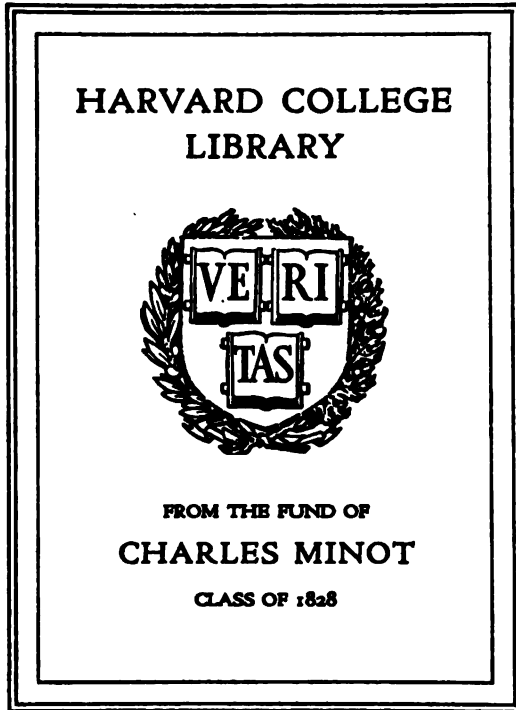 HARVARD COLLEGE
LIBRARY
VE RI
TAS
FROM THE FUND OF
CHARLES MINOT
CLASS OF 1828